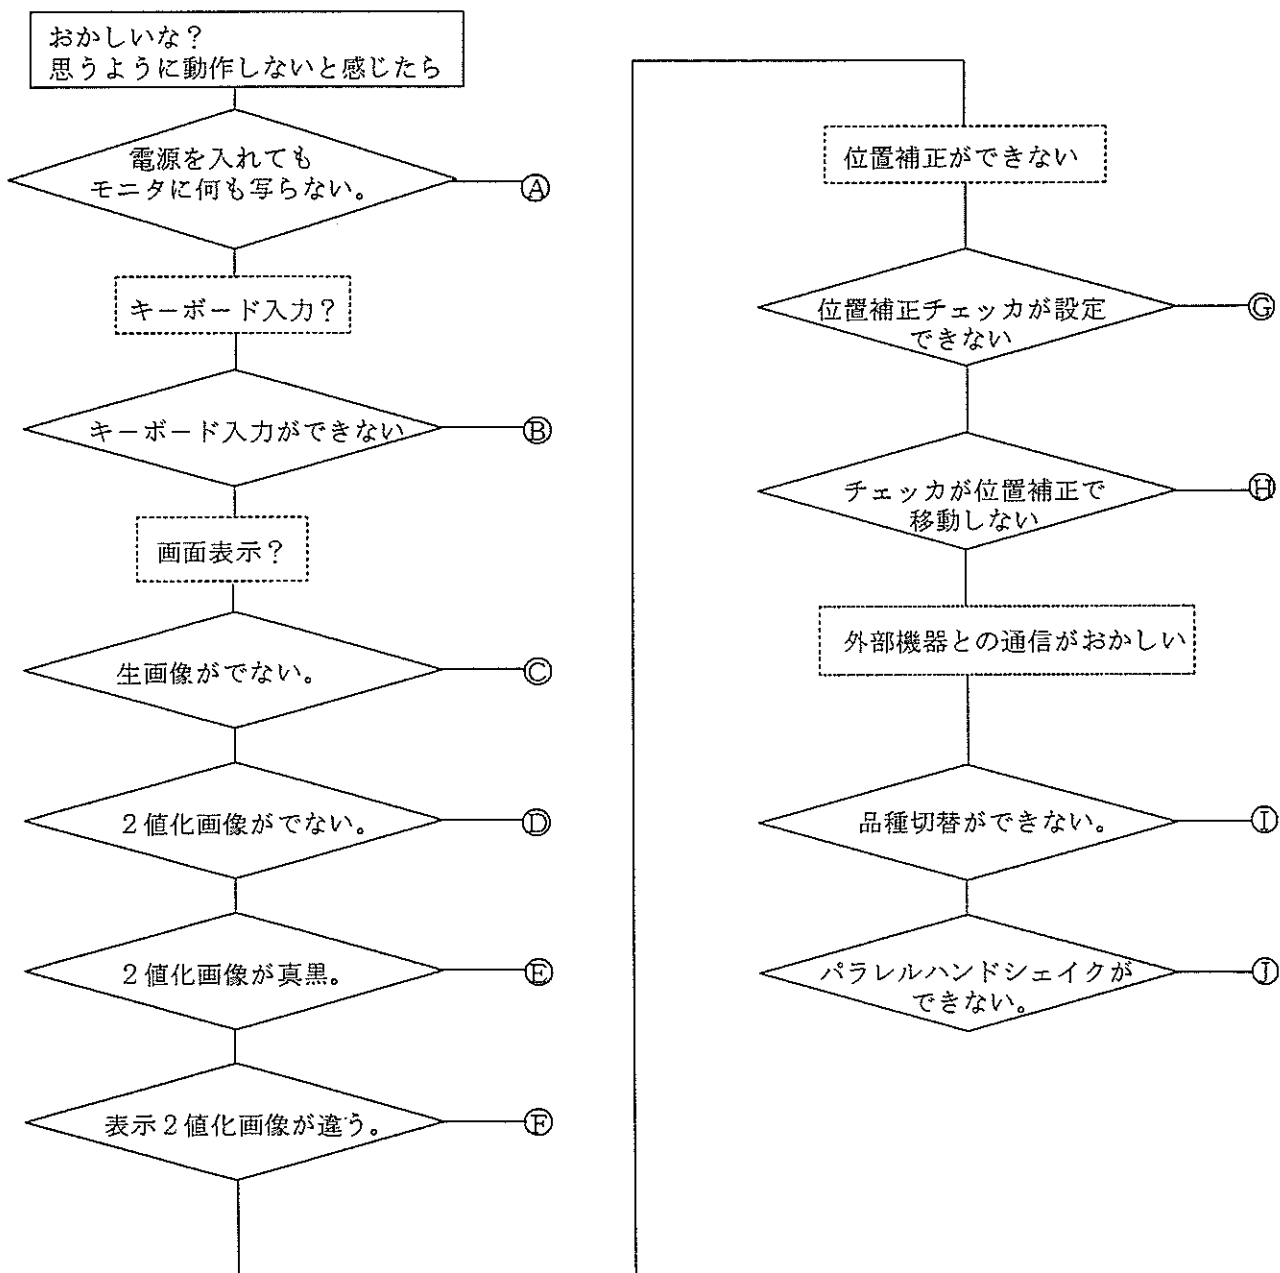 おかしいな？
思うように動作しないと感じたら
電源を入れても
モニタに何も写らない。
Ⓐ
キーボード入力？
キーボード入力ができない
Ⓑ
画面表示？
生画像がでない。
Ⓒ
２値化画像がでない。
Ⓓ
２値化画像が真黒。
Ⓔ
表示２値化画像が違う。
Ⓕ
位置補正ができない
位置補正チェッカが設定
できない
Ⓖ
チェッカが位置補正で
移動しない
Ⓗ
外部機器との通信がおかしい
品種切替ができない。
Ⓘ
パラレルハンドシェイクが
できない。
Ⓙ